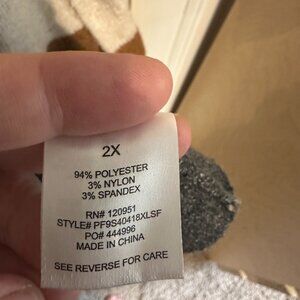 2X
94% POLYESTER
3% NYLON
3% SPANDEX
RN# 120951
STYLE# PF9S40418XLSF
PO# 444996
MADE IN CHINA
SEE REVERSE FOR CARE